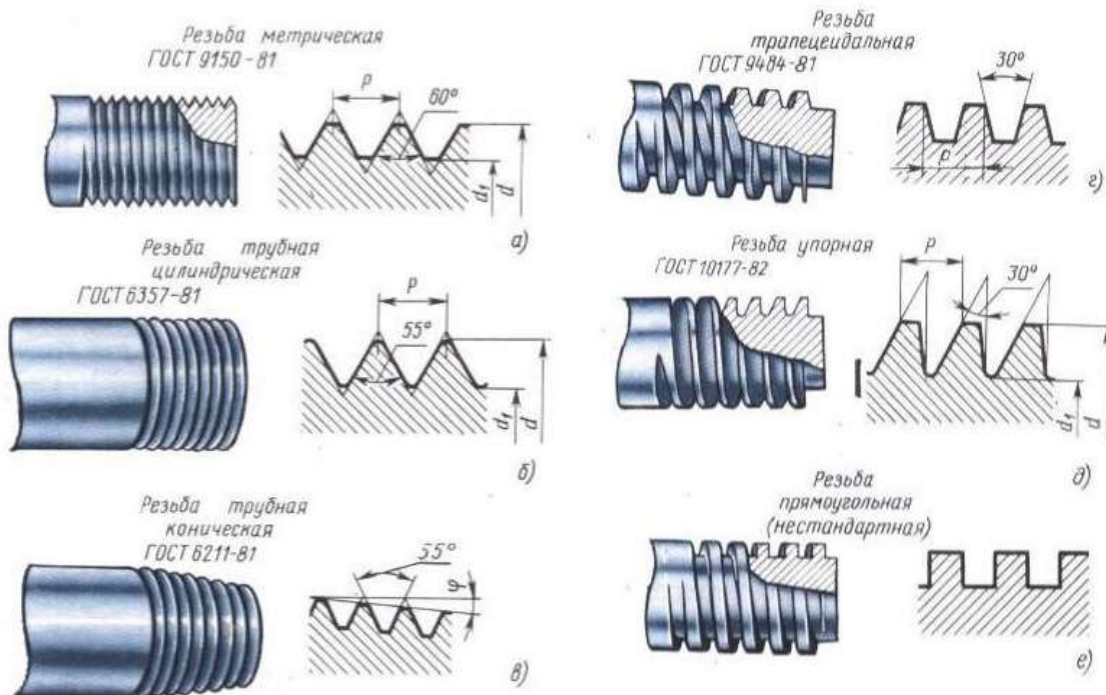 Резьба метрическая
ГОСТ 9150-81
P
60°
d₁
d
а)
Резьба трубная
цилиндрическая
ГОСТ 6357-81
P
55°
d₁
d
б)
Резьба трубная
коническая
ГОСТ 6211-81
55°
φ
в)
Резьба
трапецеидальная
ГОСТ 9484-81
30°
P
г)
Резьба упорная
ГОСТ 10177-82
P
30°
d₁
d
д)
Резьба
прямоугольная
(нестандартная)
е)